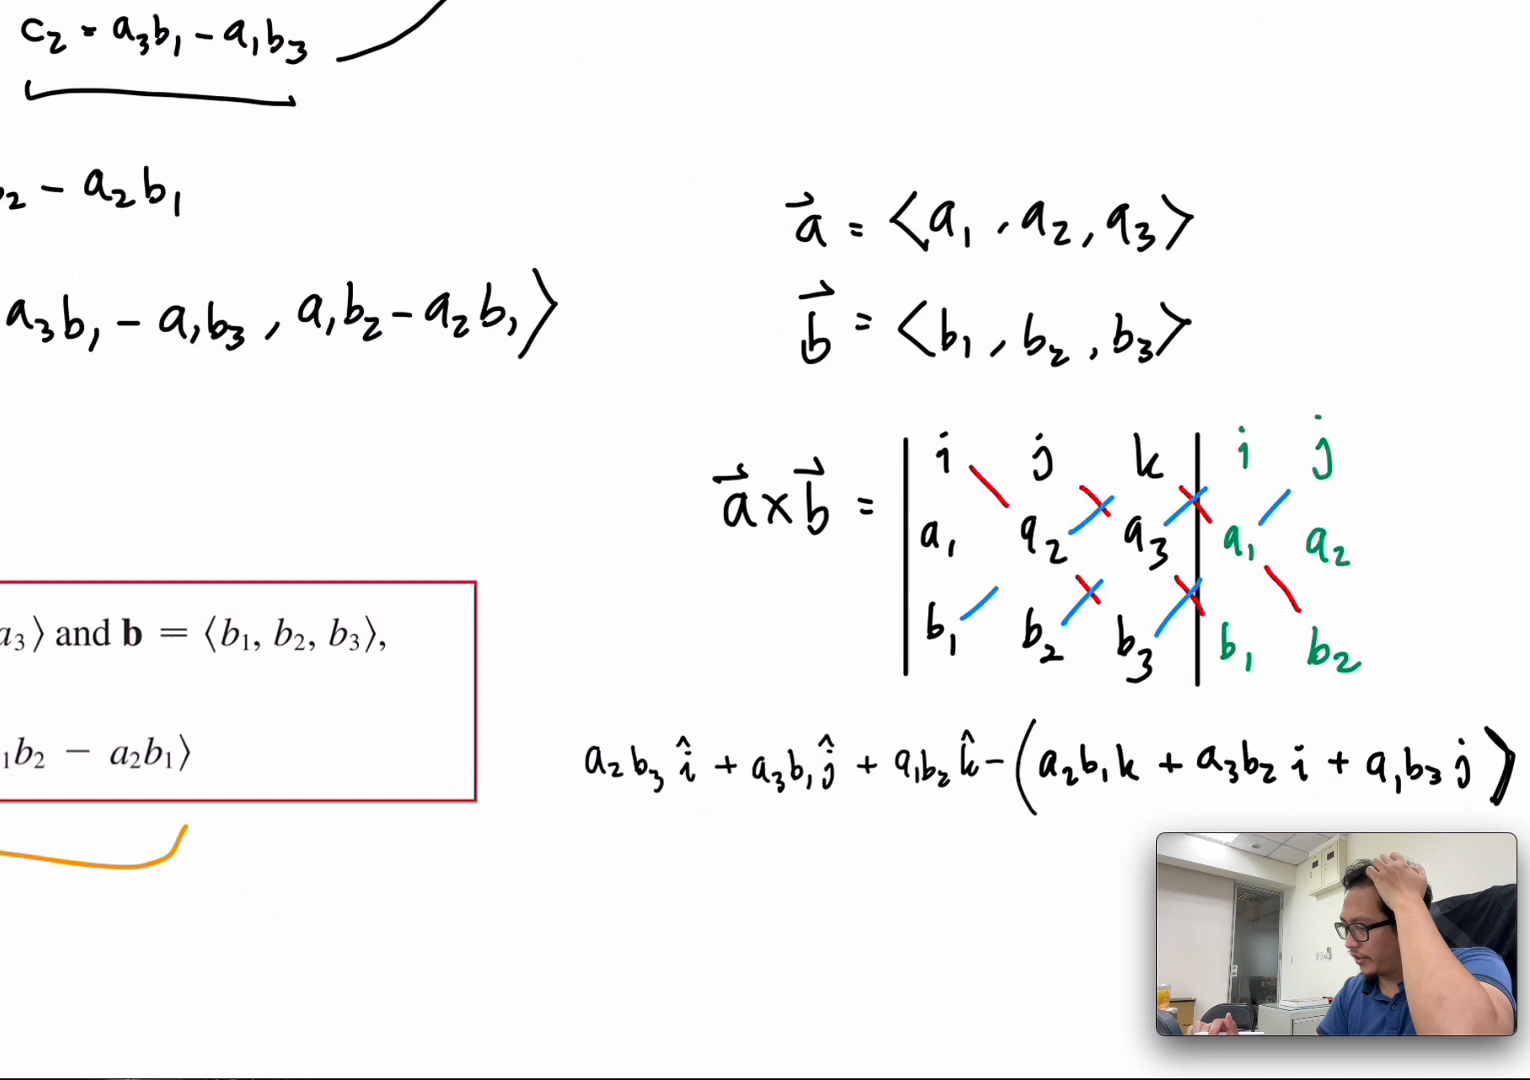 c₂ = a₃b₁ - a₁b₃
₂ - a₂b₁
a₃b₁ - a₁b₃ , a₁b₂ - a₂b₁⟩
a₃⟩ and b = ⟨b₁, b₂, b₃⟩,
₁b₂ − a₂b₁⟩
a⃗ = ⟨a₁, a₂, a₃⟩
b⃗ = ⟨b₁, b₂, b₃⟩
a⃗ x b⃗ = | i j k | i j
a₁ a₂ a₃ a₁ a₂
b₁ b₂ b₃ b₁ b₂
a₂b₃ î + a₃b₁ ĵ + a₁b₂ k̂ - (a₂b₁k + a₃b₂ i + a₁b₃ j)